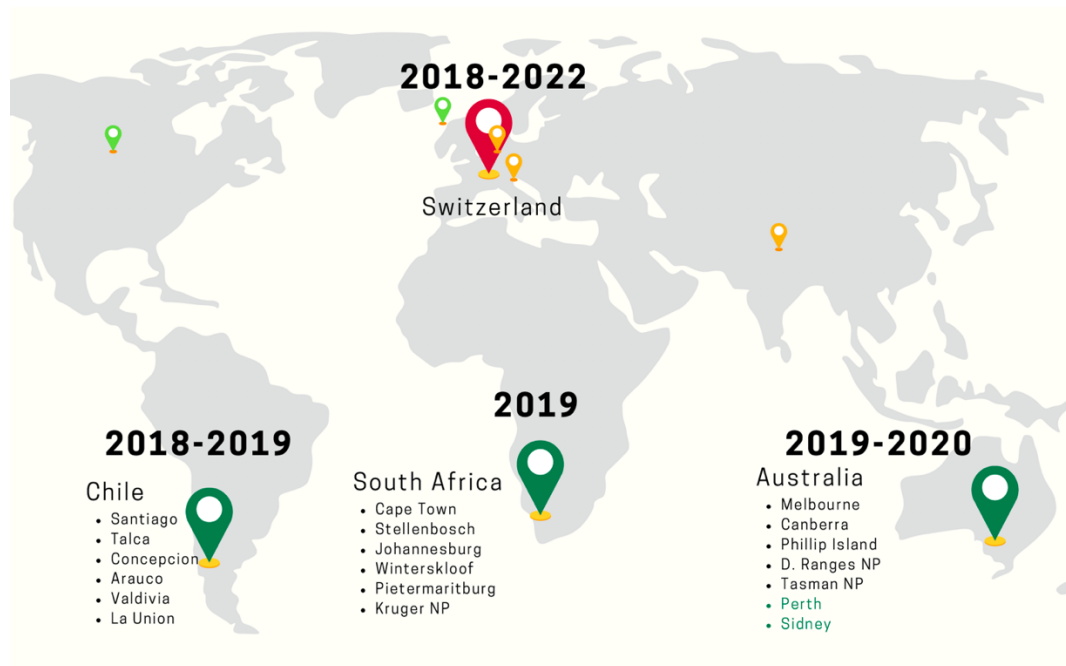 2018-2022
Switzerland
2018-2019
Chile
Santiago
Talca
Concepcion
Arauco
Valdivia
La Union
2019
South Africa
Cape Town
Stellenbosch
Johannesburg
Winterskloof
Pietermaritburg
Kruger NP
2019-2020
Australia
Melbourne
Canberra
Phillip Island
D. Ranges NP
Tasman NP
Perth
Sidney